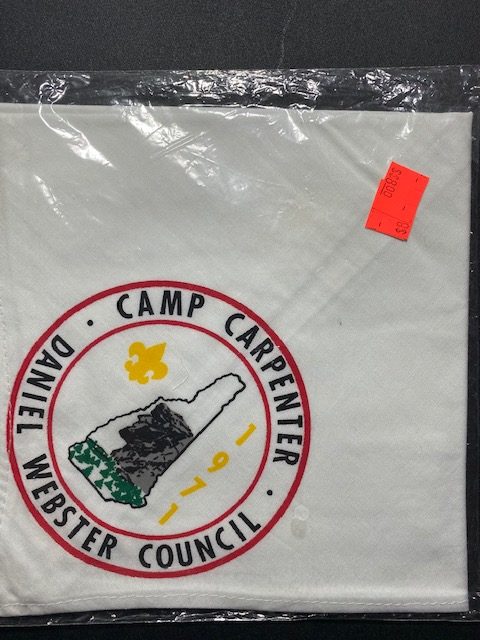 CAMP CARPENTER ·
DANIEL WEBSTER COUNCIL ·
1971